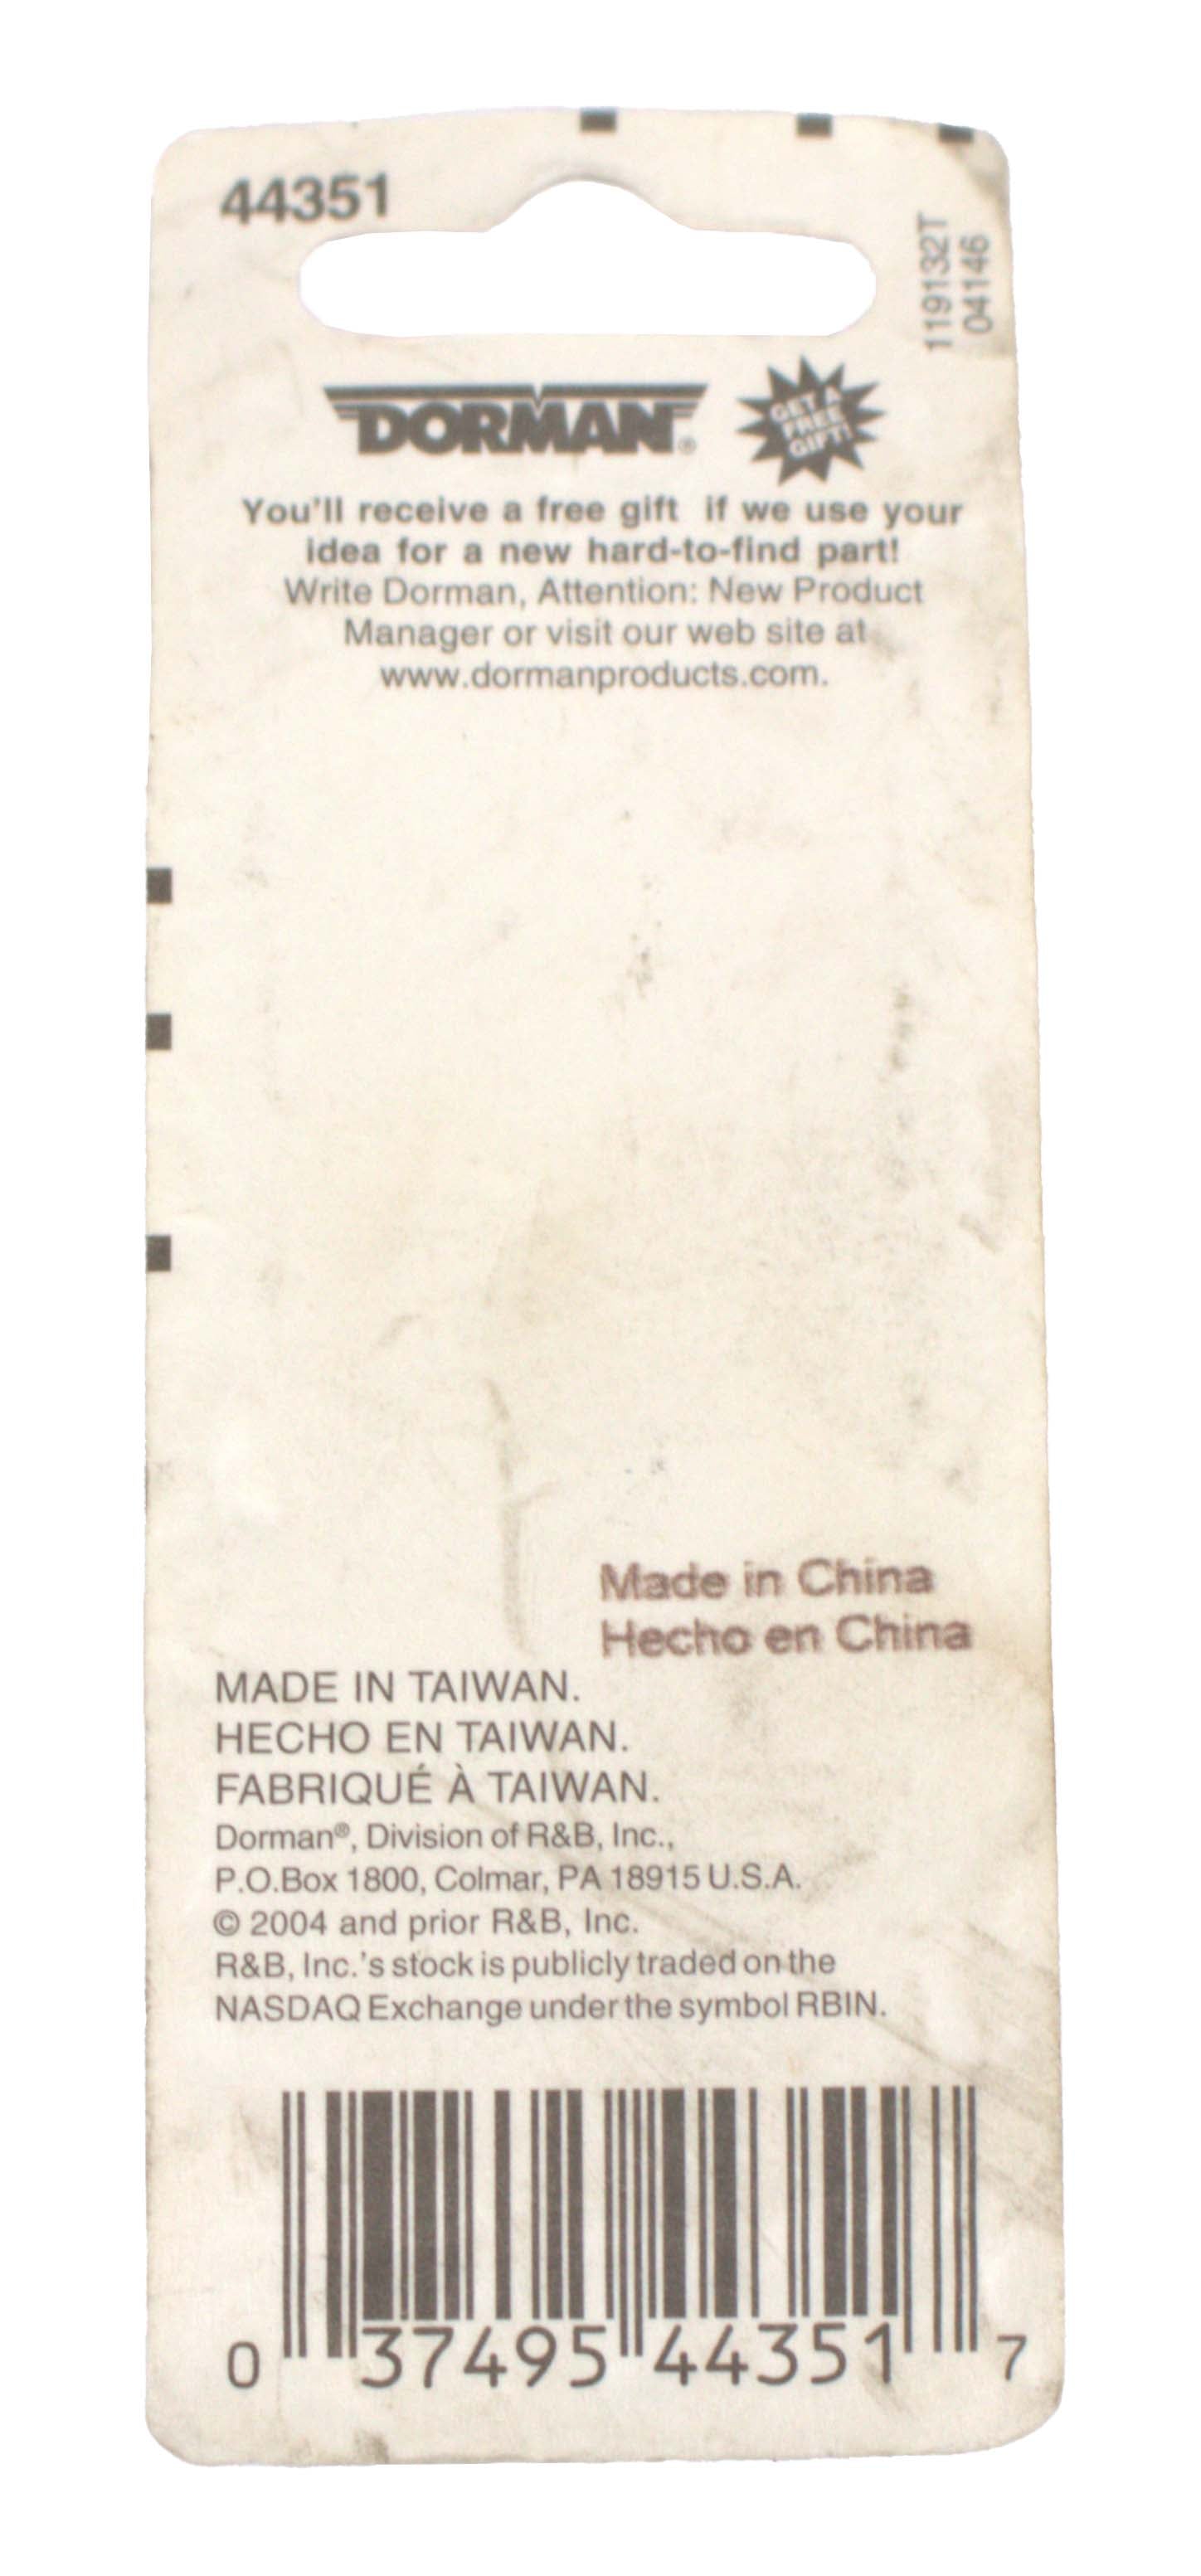 44351
119132T
04146
DORMAN®
GET A
FREE
GIFT!
You'll receive a free gift if we use your
idea for a new hard-to-find part!
Write Dorman, Attention: New Product
Manager or visit our web site at
www.dormanproducts.com.
Made in China
Hecho en China
MADE IN TAIWAN.
HECHO EN TAIWAN.
FABRIQUÉ À TAIWAN.
Dorman®, Division of R&B, Inc.,
P.O.Box 1800, Colmar, PA 18915 U.S.A.
© 2004 and prior R&B, Inc.
R&B, Inc.'s stock is publicly traded on the
NASDAQ Exchange under the symbol RBIN.
0 37495 44351 7